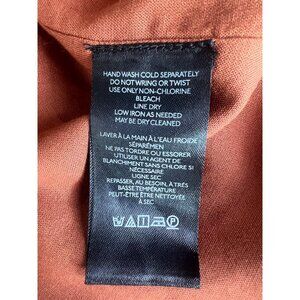 HAND WASH COLD SEPARATELY
DO NOT WRING OR TWIST
USE ONLY NON-CHLORINE
BLEACH
LINE DRY
LOW IRON AS NEEDED
MAY BE DRY CLEANED
LAVER À LA MAIN À L'EAU FROIDE
SÉPARÉMEN
NE PAS TORDRE OU ESSORER
UTILISER UN AGENT DE
BLANCHIMENT SANS CHLORE SI
NÉCESSAIRE
LIGNE SEC
REPASSER, AU BESOIN, À TRÈS
BASSE TEMPÉRATURE
PEUT-ÊTRE ÊTRE NETTOYÉE
À SEC
P